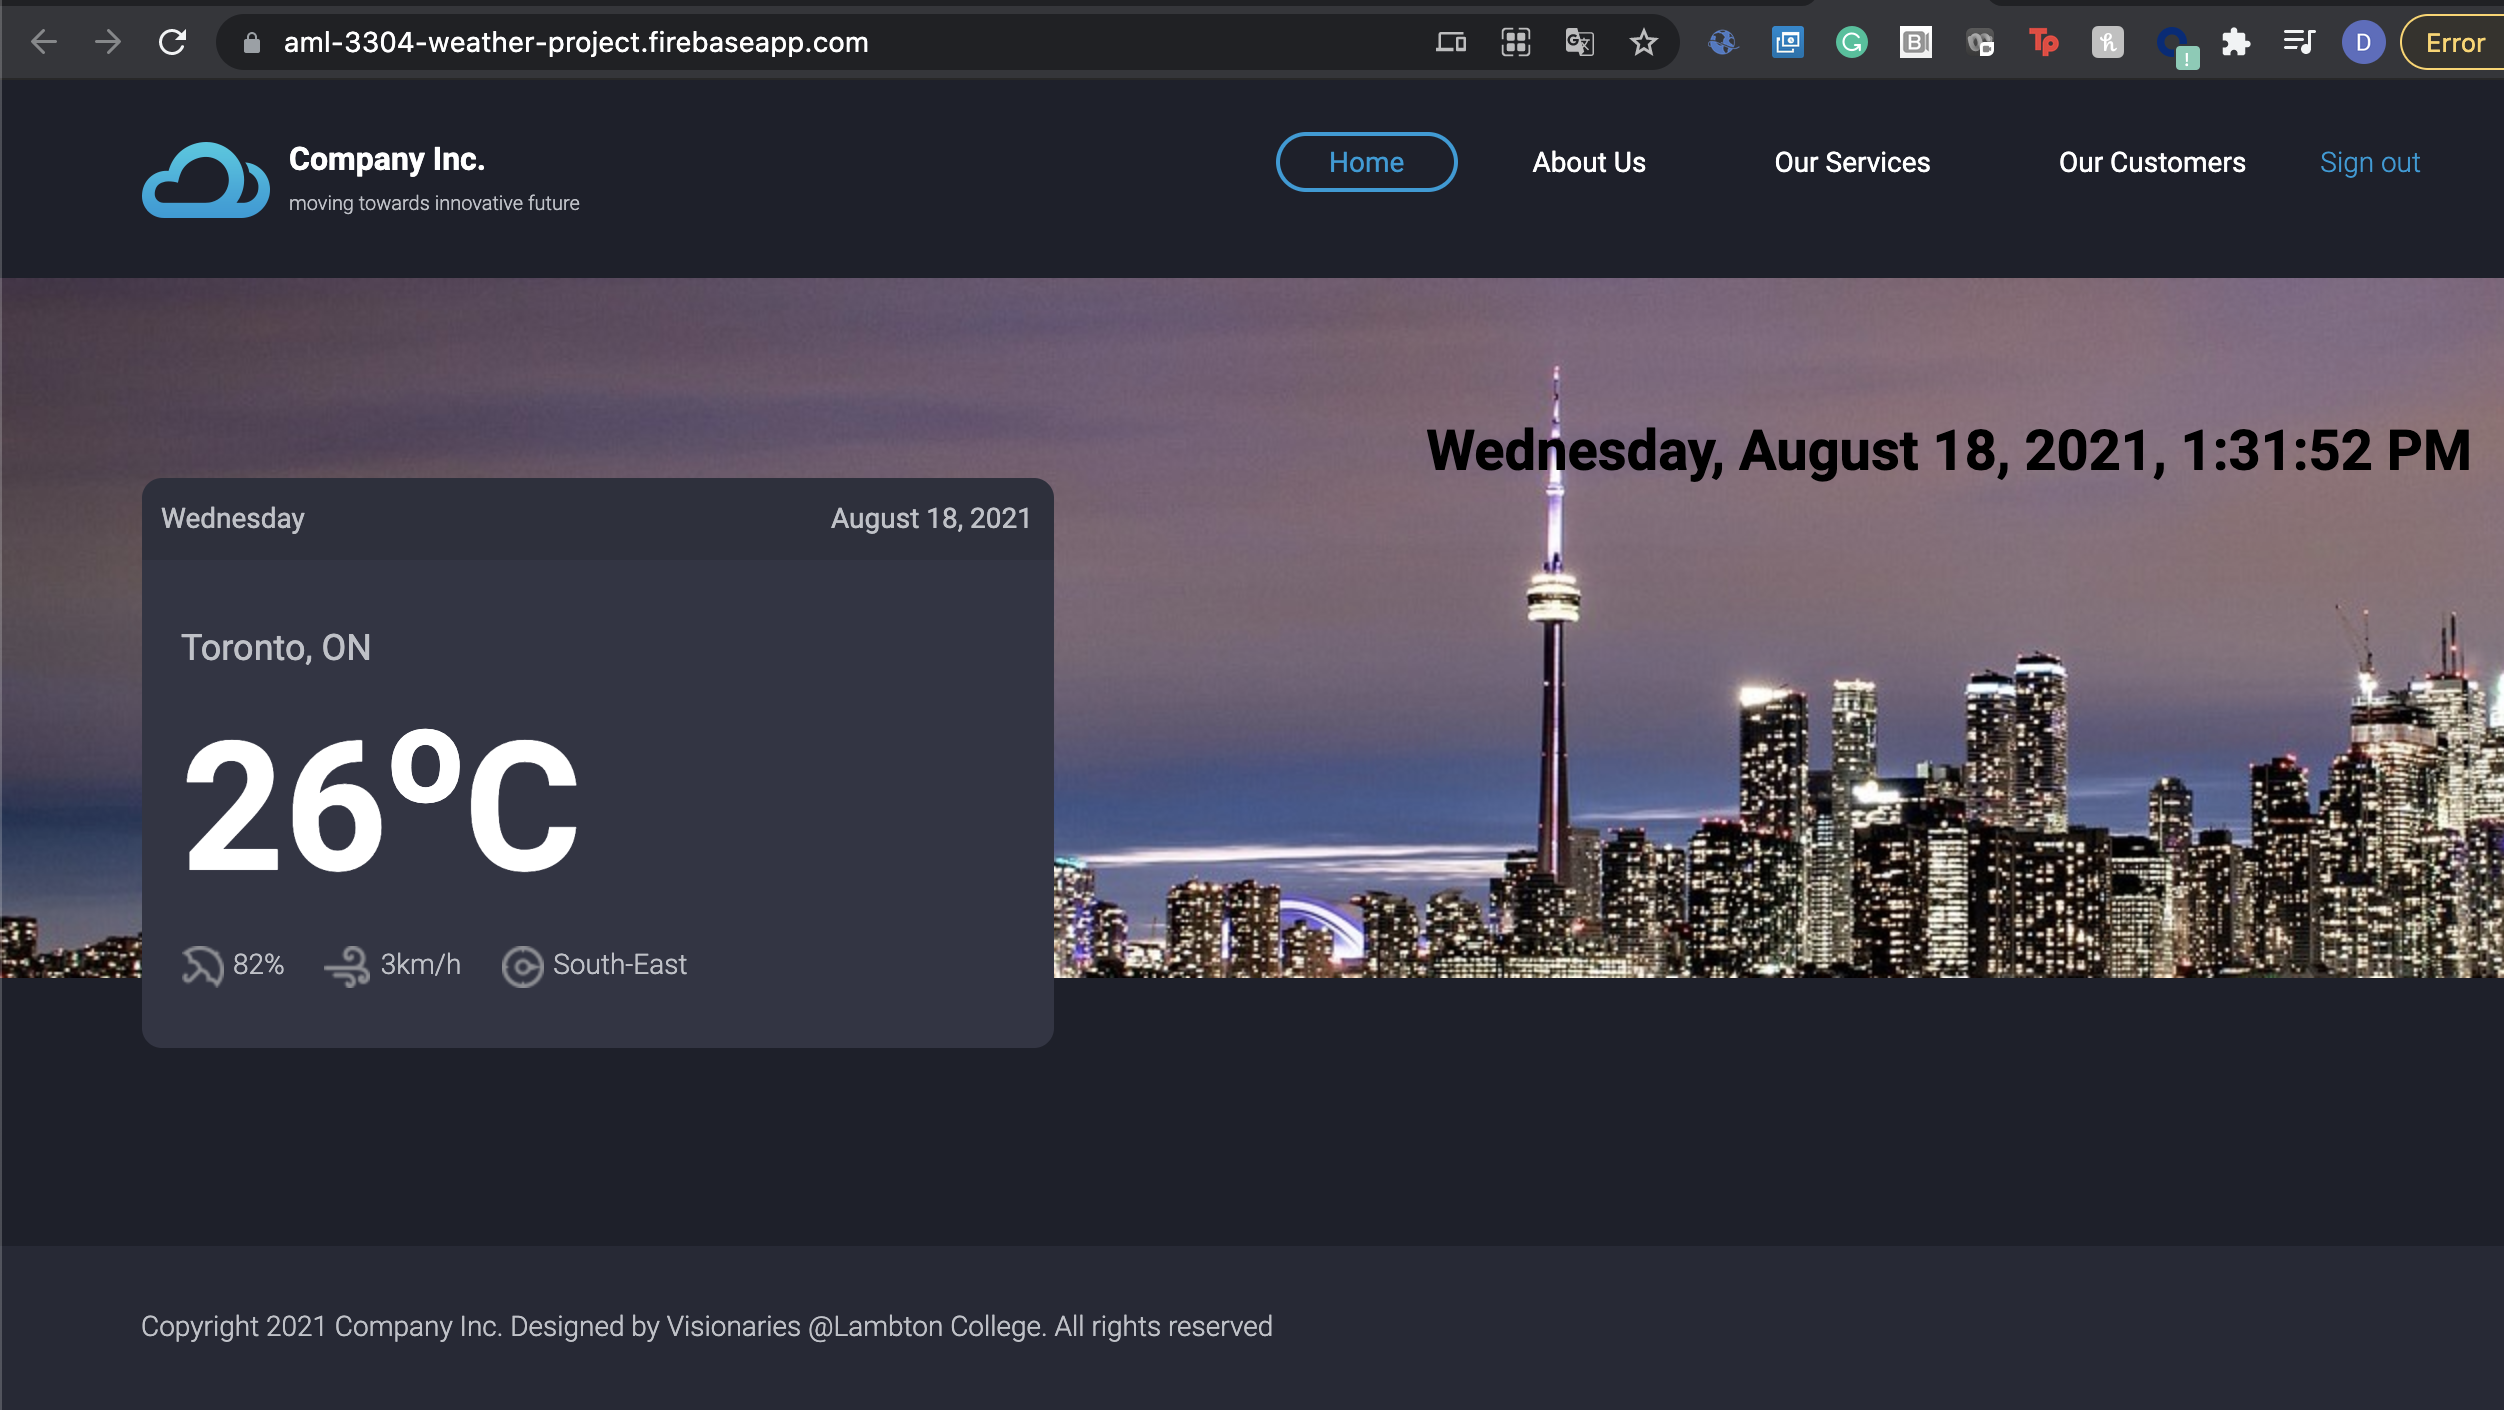 aml-3304-weather-project.firebaseapp.com
D
Error
Company Inc.
moving towards innovative future
Home
About Us
Our Services
Our Customers
Sign out
Wednesday, August 18, 2021, 1:31:52 PM
Wednesday
August 18, 2021
Toronto, ON
26°C
82%
3km/h
South-East
Copyright 2021 Company Inc. Designed by Visionaries @Lambton College. All rights reserved